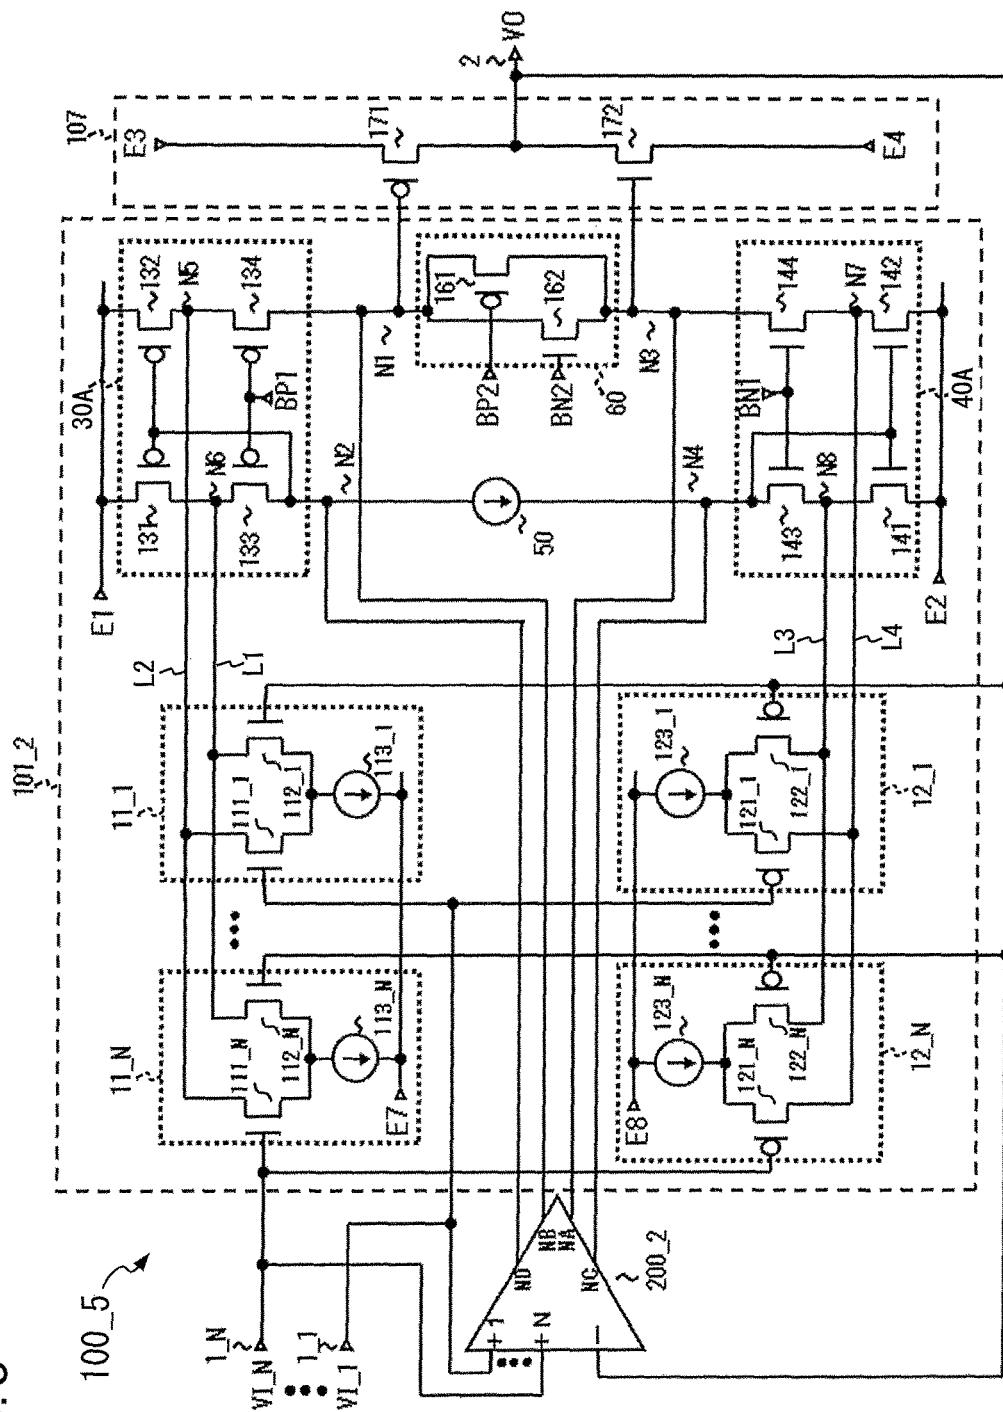 100_5
101_2
107
E3
E4
171
172
2
VO
30A
E1
131
132
133
134
N5
N6
BP1
N1
N2
BP2
BN2
161
162
60
N3
N4
50
BN1
143
144
N8
N7
141
142
40A
E2
L2
L1
L3
L4
11_1
111_1
112_1
113_1
12_1
121_1
122_1
123_1
11_N
111_N
112_N
113_N
E7
12_N
121_N
122_N
123_N
E8
1_N
VI_N
1_1
VI_1
+1
+N
−
ND
NB
NA
NC
200_2